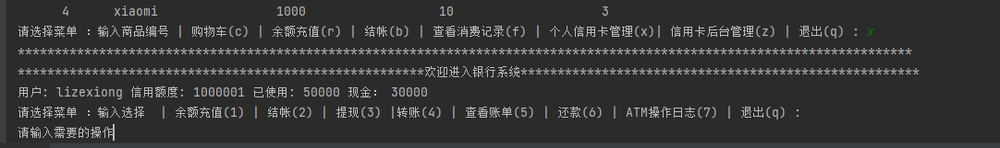 4 xiaomi 1000 10 3
请选择菜单 : 输入商品编号 | 购物车(c) | 余额充值(r) | 结帐(b) | 查看消费记录(f) | 个人信用卡管理(x)| 信用卡后台管理(z) | 退出(q) : x
*************************************************************************************************************************
*******************************************************欢迎进入银行系统******************************************************
用户: lizexiong 信用额度: 1000001 已使用: 50000 现金: 30000
请选择菜单 : 输入选择 | 余额充值(1) | 结帐(2) | 提现(3) |转账(4) | 查看账单(5) | 还款(6) | ATM操作日志(7) | 退出(q) :
请输入需要的操作